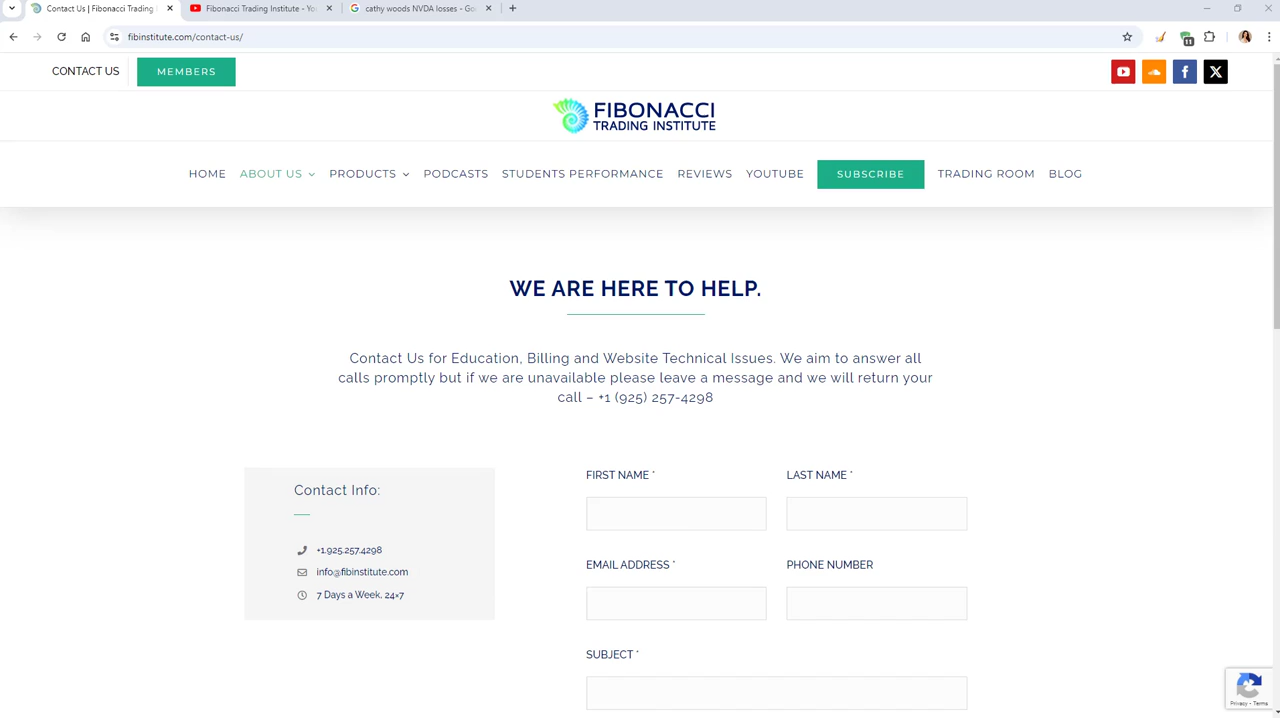 Contact Us | Fibonacci Trading
Fibonacci Trading Institute - Yo
cathy woods NVDA losses - Go
fibinstitute.com/contact-us/
11
CONTACT US
MEMBERS
FIBONACCI
TRADING INSTITUTE
HOME
ABOUT US
PRODUCTS
PODCASTS
STUDENTS PERFORMANCE
REVIEWS
YOUTUBE
SUBSCRIBE
TRADING ROOM
BLOG
WE ARE HERE TO HELP.
Contact Us for Education, Billing and Website Technical Issues. We aim to answer all
calls promptly but if we are unavailable please leave a message and we will return your
call – +1 (925) 257-4298
Contact Info:
+1.925.257.4298
info@fibinstitute.com
7 Days a Week, 24×7
FIRST NAME *
LAST NAME *
EMAIL ADDRESS *
PHONE NUMBER
SUBJECT *
Privacy - Terms